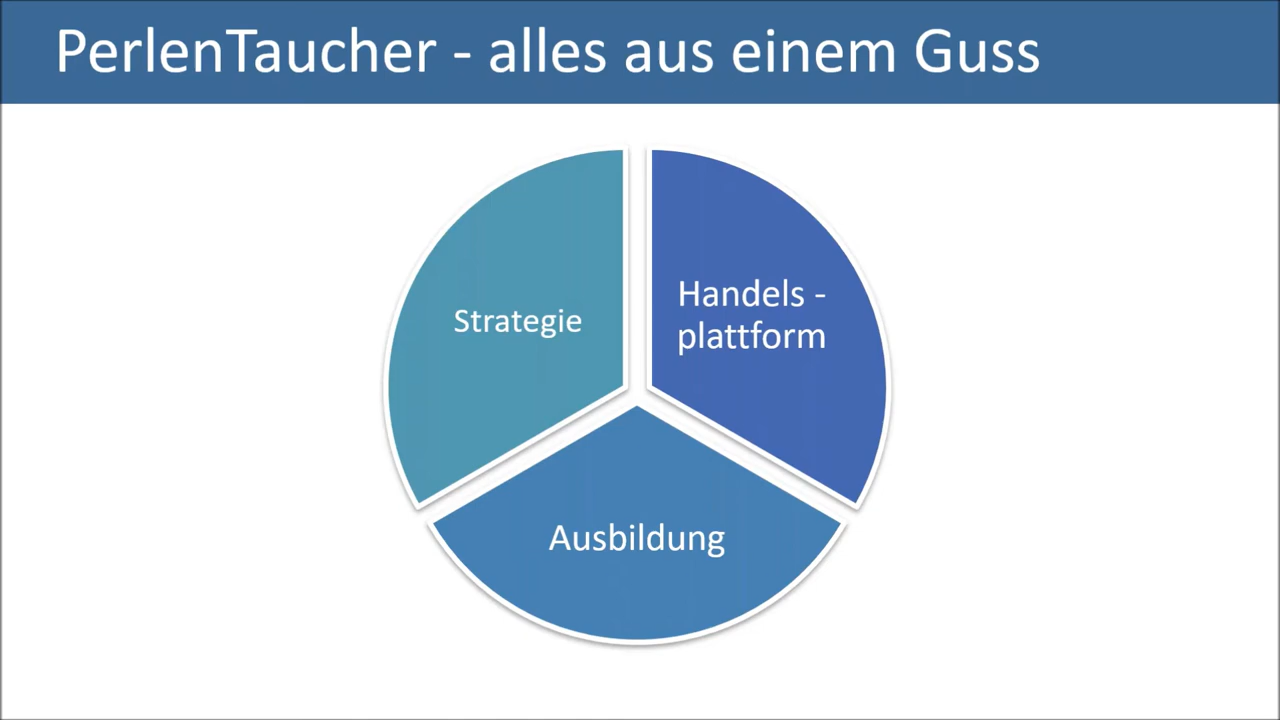 PerlenTaucher - alles aus einem Guss
Strategie
Handels -
plattform
Ausbildung